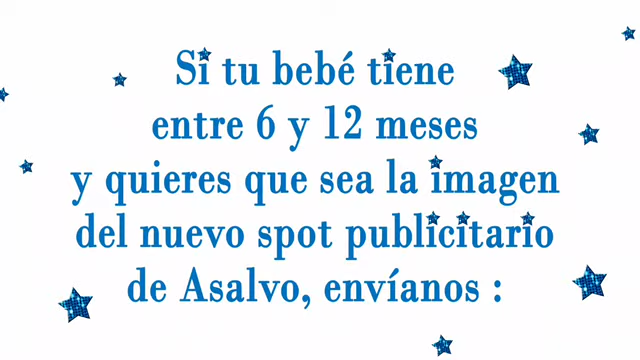 Si tu bebé tiene
entre 6 y 12 meses
y quieres que sea la imagen
del nuevo spot publicitario
de Asalvo, envíanos :